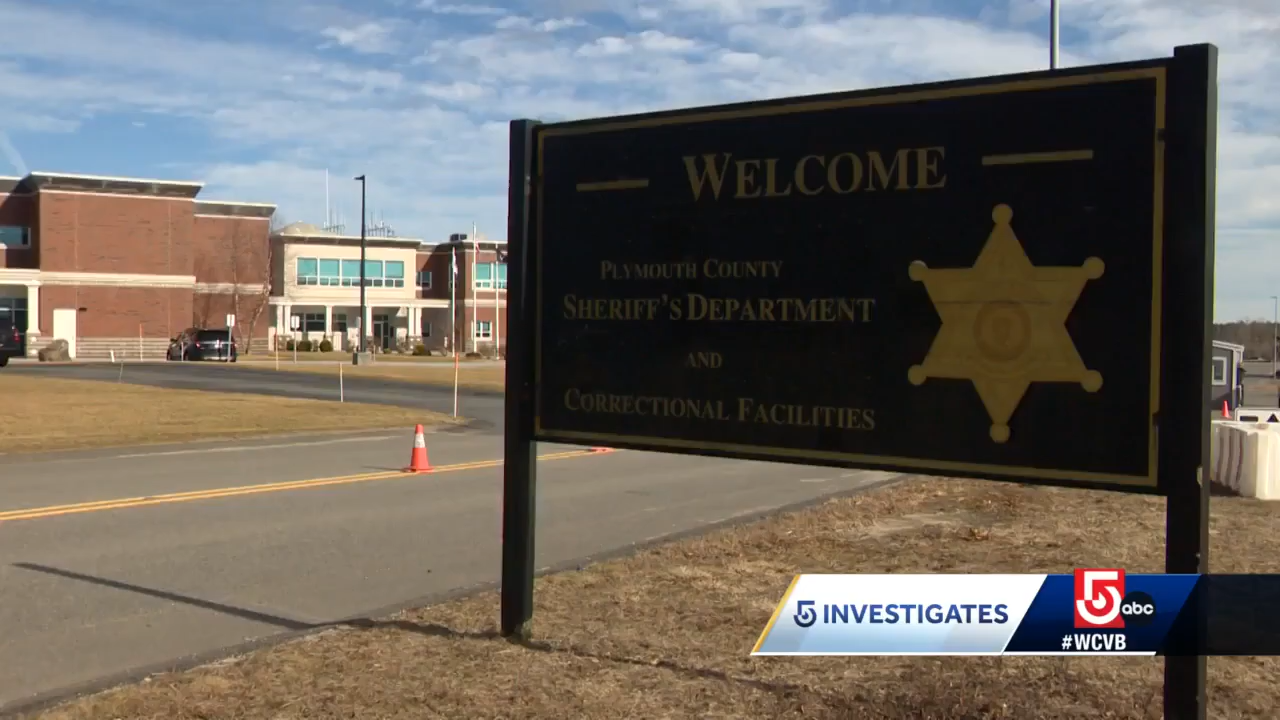 WELCOME
PLYMOUTH COUNTY
SHERIFF'S DEPARTMENT
AND
CORRECTIONAL FACILITIES
5 INVESTIGATES
5 abc
#WCVB